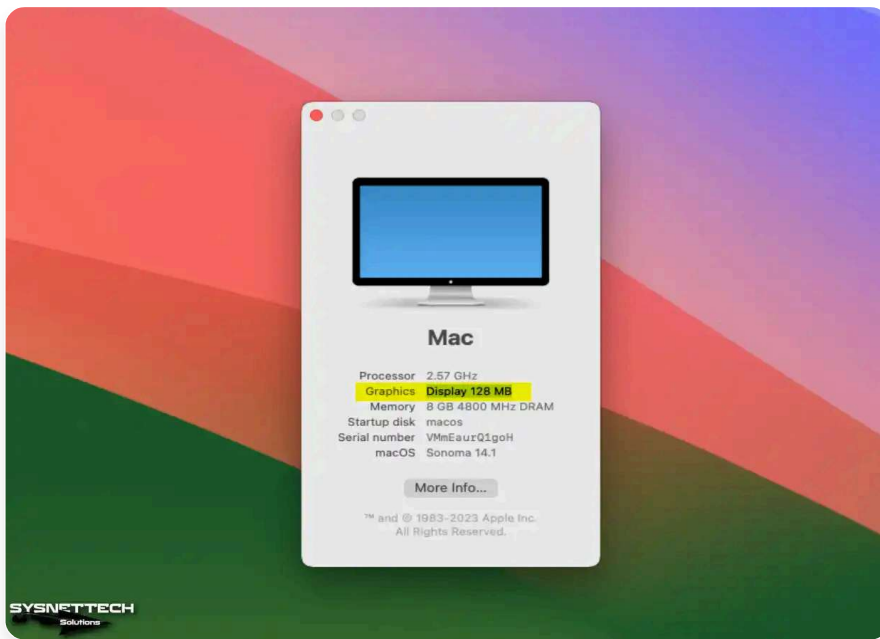 Mac
Processor 2.57 GHz
Graphics Display 128 MB
Memory 8 GB 4800 MHz DRAM
Startup disk macos
Serial number VMmEaurQ1goH
macOS Sonoma 14.1
More Info...
™ and © 1983-2023 Apple Inc.
All Rights Reserved.
SYSNETTECH
Solutions